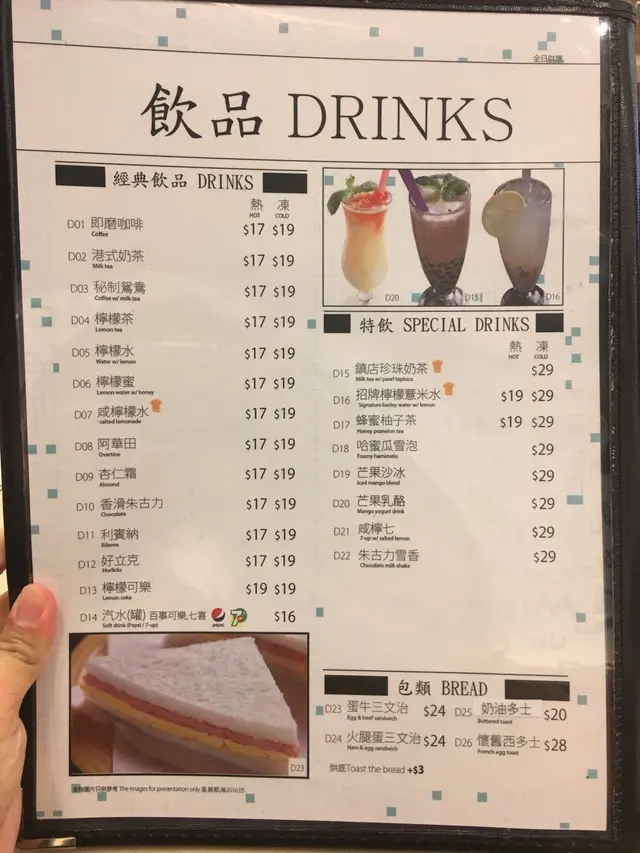 全日供應
飲品 DRINKS
經典飲品 DRINKS
熱 凍
HOT COLD
D01 即磨咖啡 $17 $19
Coffee
D02 港式奶茶 $17 $19
Milk tea
D03 秘制鴛鴦 $17 $19
Coffee w/ milk tea
D04 檸檬茶 $17 $19
Lemon tea
D05 檸檬水 $17 $19
Water w/ lemon
D06 檸檬蜜 $17 $19
Lemon water w/ honey
D07 咸檸檬水 $17 $19
salted lemonade
D08 阿華田 $17 $19
Overtine
D09 杏仁霜 $17 $19
Almond
D10 香滑朱古力 $17 $19
Chocolate
D11 利賓納 $17 $19
Ribena
D12 好立克 $17 $19
Horlicks
D13 檸檬可樂 $19 $19
Lemon coke
D14 汽水(罐) 百事可樂,七喜 pepsi 7 $16
Soft drink (Pepsi / 7-up)
D23
食物圖片只供參考 The images for presentation only
D20 D15 D16
特飲 SPECIAL DRINKS
熱 凍
HOT COLD
D15 鎮店珍珠奶茶 $29
Milk tea w/ pearl tapioca
D16 招牌檸檬薏米水 $19 $29
Signature barley water w/ lemon
D17 蜂蜜柚子茶 $19 $29
Honey pomelon tea
D18 哈蜜瓜雪泡 $29
Foamy hamimelo
D19 芒果沙冰 $29
Iced mango blend
D20 芒果乳酪 $29
Mango yogurt drink
D21 咸檸七 $29
7-up w/ salted lemon
D22 朱古力雪香 $29
Chocolate milk shake
包類 BREAD
D23 蛋牛三文治 $24 D25 奶油多士 $20
Egg & beef sandwich Buttered toast
D24 火腿蛋三文治 $24 D26 懷舊西多士 $28
Ham & egg sandwich French egg toast
烘底Toast the bread +$3